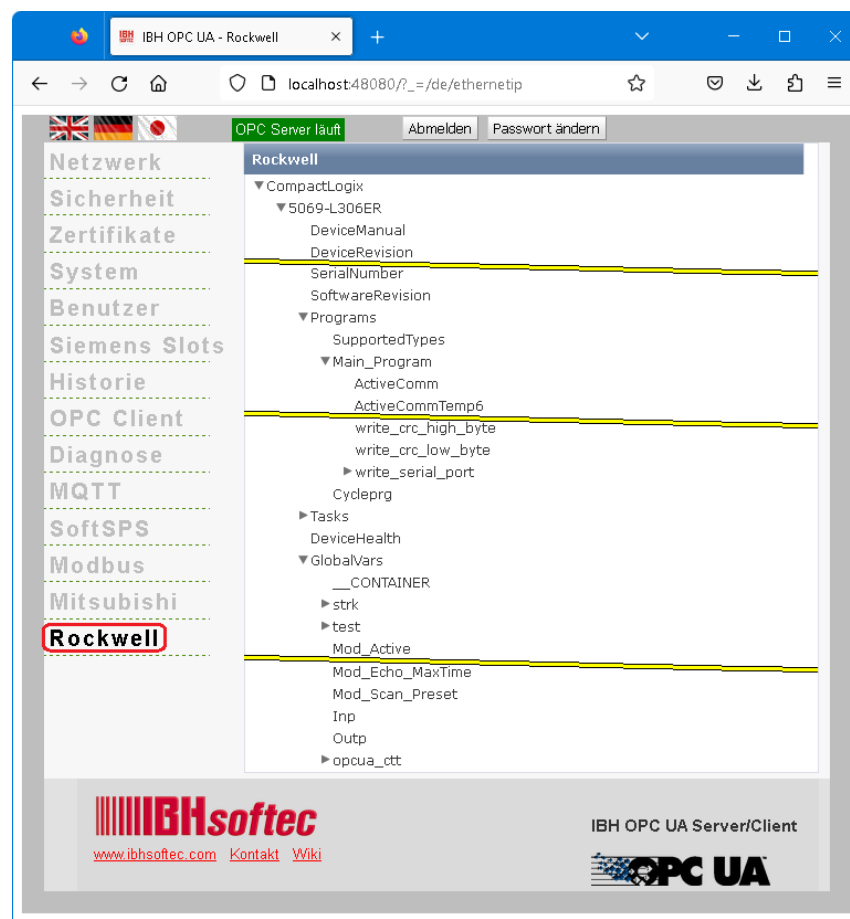 IBH OPC UA - Rockwell
localhost:48080/?_=/de/ethernetip
OPC Server läuft
Abmelden
Passwort ändern
Netzwerk
Sicherheit
Zertifikate
System
Benutzer
Siemens Slots
Historie
OPC Client
Diagnose
MQTT
SoftSPS
Modbus
Mitsubishi
Rockwell
Rockwell
CompactLogix
5069-L306ER
DeviceManual
DeviceRevision
SerialNumber
SoftwareRevision
Programs
SupportedTypes
Main_Program
ActiveComm
ActiveCommTemp6
write_crc_high_byte
write_crc_low_byte
write_serial_port
Cycleprg
Tasks
DeviceHealth
GlobalVars
__CONTAINER
strk
test
Mod_Active
Mod_Echo_MaxTime
Mod_Scan_Preset
Inp
Outp
opcua_ctt
IBHsoftec
www.ibhsoftec.com Kontakt Wiki
IBH OPC UA Server/Client
OPC UA